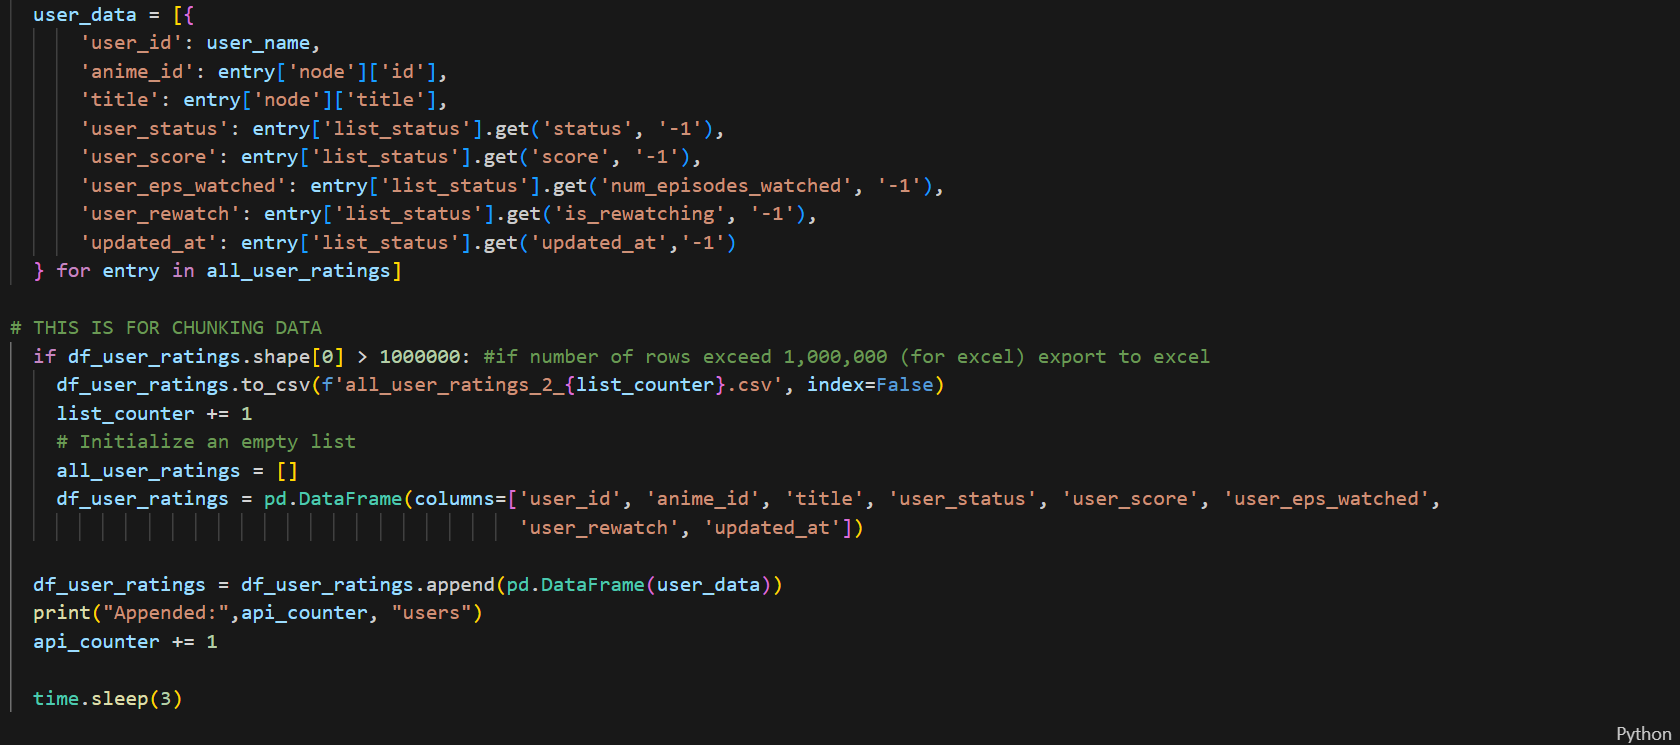 user_data = [{
'user_id': user_name,
'anime_id': entry['node']['id'],
'title': entry['node']['title'],
'user_status': entry['list_status'].get('status', '-1'),
'user_score': entry['list_status'].get('score', '-1'),
'user_eps_watched': entry['list_status'].get('num_episodes_watched', '-1'),
'user_rewatch': entry['list_status'].get('is_rewatching', '-1'),
'updated_at': entry['list_status'].get('updated_at','-1')
} for entry in all_user_ratings]
# THIS IS FOR CHUNKING DATA
if df_user_ratings.shape[0] > 1000000: #if number of rows exceed 1,000,000 (for excel) export to excel
df_user_ratings.to_csv(f'all_user_ratings_2_{list_counter}.csv', index=False)
list_counter += 1
# Initialize an empty list
all_user_ratings = []
df_user_ratings = pd.DataFrame(columns=['user_id', 'anime_id', 'title', 'user_status', 'user_score', 'user_eps_watched',
'user_rewatch', 'updated_at'])
df_user_ratings = df_user_ratings.append(pd.DataFrame(user_data))
print("Appended:",api_counter, "users")
api_counter += 1
time.sleep(3)
Python